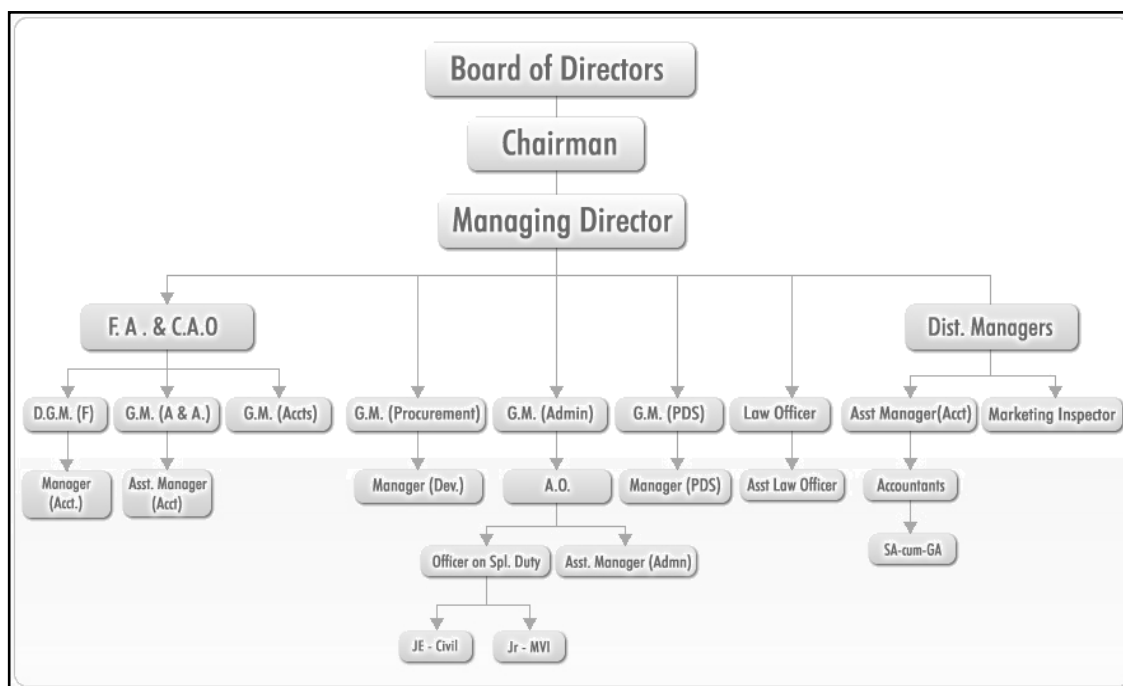 Board of Directors
Chairman
Managing Director
F. A . & C.A.O
Dist. Managers
D.G.M. (F)
G.M. (A & A.)
G.M. (Accts)
G.M. (Procurement)
G.M. (Admin)
G.M. (PDS)
Law Officer
Asst Manager(Acct)
Marketing Inspector
Manager
(Acct.)
Asst. Manager
(Acct)
Manager (Dev.)
A.O.
Manager (PDS)
Asst Law Officer
Accountants
Officer on Spl. Duty
Asst. Manager (Admn)
SA-cum-GA
JE - Civil
Jr - MVI